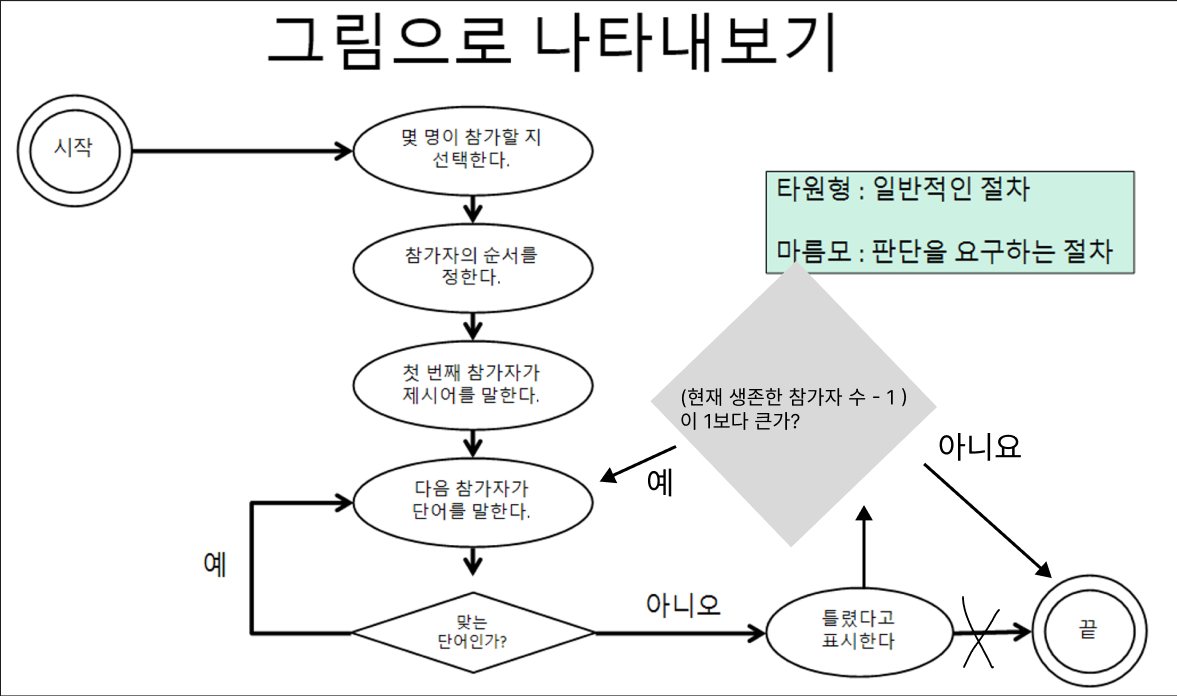 그림으로 나타내보기
시작
몇 명이 참가할 지
선택한다.
참가자의 순서를
정한다.
첫 번째 참가자가
제시어를 말한다.
다음 참가자가
단어를 말한다.
예
맞는
단어인가?
아니오
틀렸다고
표시한다
끝
타원형 : 일반적인 절차
마름모 : 판단을 요구하는 절차
(현재 생존한 참가자 수 - 1 )
이 1보다 큰가?
예
아니요